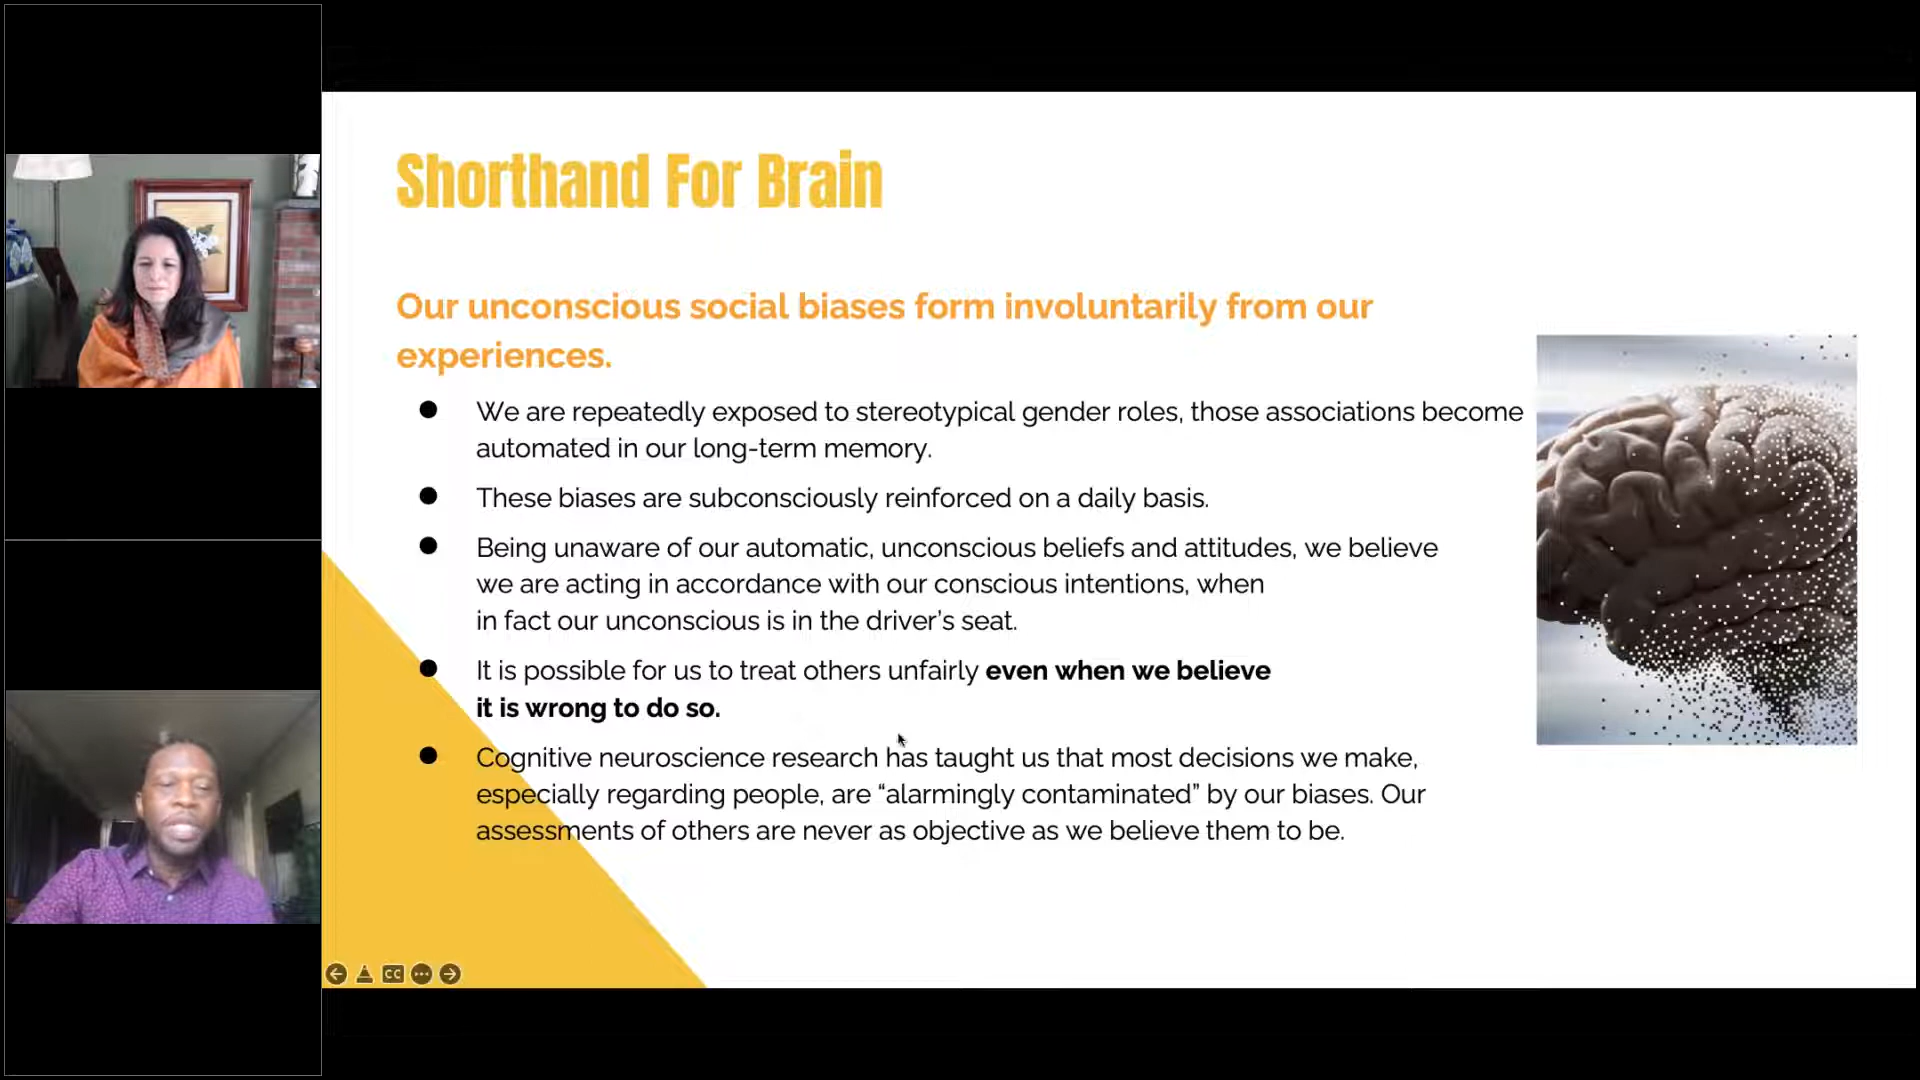 Shorthand For Brain
Our unconscious social biases form involuntarily from our
experiences.
● We are repeatedly exposed to stereotypical gender roles, those associations become
automated in our long-term memory.
● These biases are subconsciously reinforced on a daily basis.
● Being unaware of our automatic, unconscious beliefs and attitudes, we believe
we are acting in accordance with our conscious intentions, when
in fact our unconscious is in the driver’s seat.
● It is possible for us to treat others unfairly even when we believe
it is wrong to do so.
● Cognitive neuroscience research has taught us that most decisions we make,
especially regarding people, are “alarmingly contaminated” by our biases. Our
assessments of others are never as objective as we believe them to be.
CC